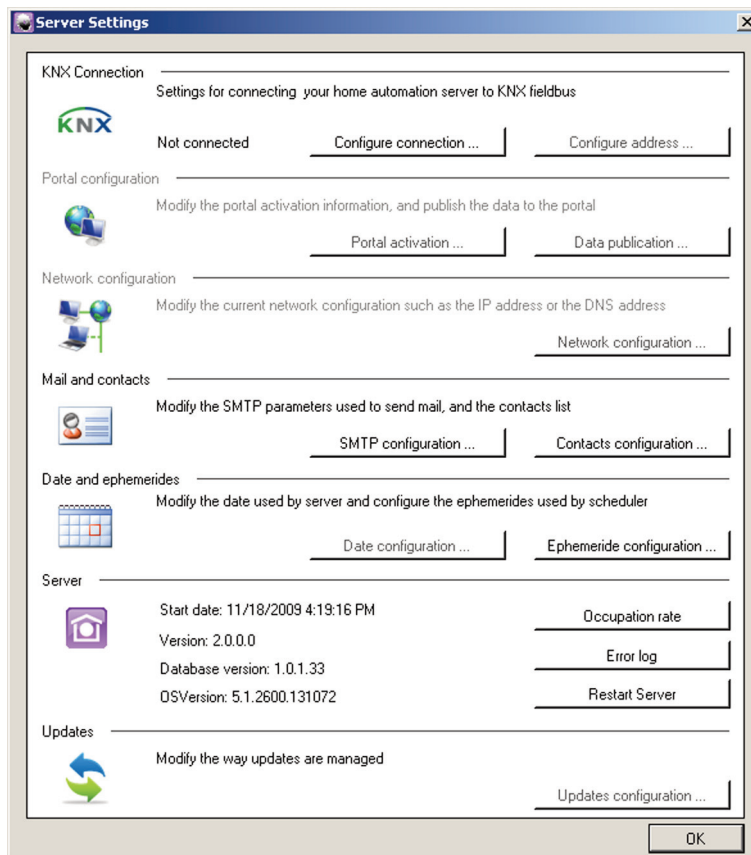 Server Settings
KNX Connection
Settings for connecting your home automation server to KNX fieldbus
KNX
Not connected
Configure connection ...
Configure address ...
Portal configuration
Modify the portal activation information, and publish the data to the portal
Portal activation ...
Data publication ...
Network configuration
Modify the current network configuration such as the IP address or the DNS address
Network configuration ...
Mail and contacts
Modify the SMTP parameters used to send mail, and the contacts list
SMTP configuration ...
Contacts configuration ...
Date and ephemerides
Modify the date used by server and configure the ephemerides used by scheduler
Date configuration ...
Ephemeride configuration ...
Server
Start date: 11/18/2009 4:19:16 PM
Occupation rate
Version: 2.0.0.0
Database version: 1.0.1.33
Error log
OSVersion: 5.1.2600.131072
Restart Server
Updates
Modify the way updates are managed
Updates configuration ...
OK